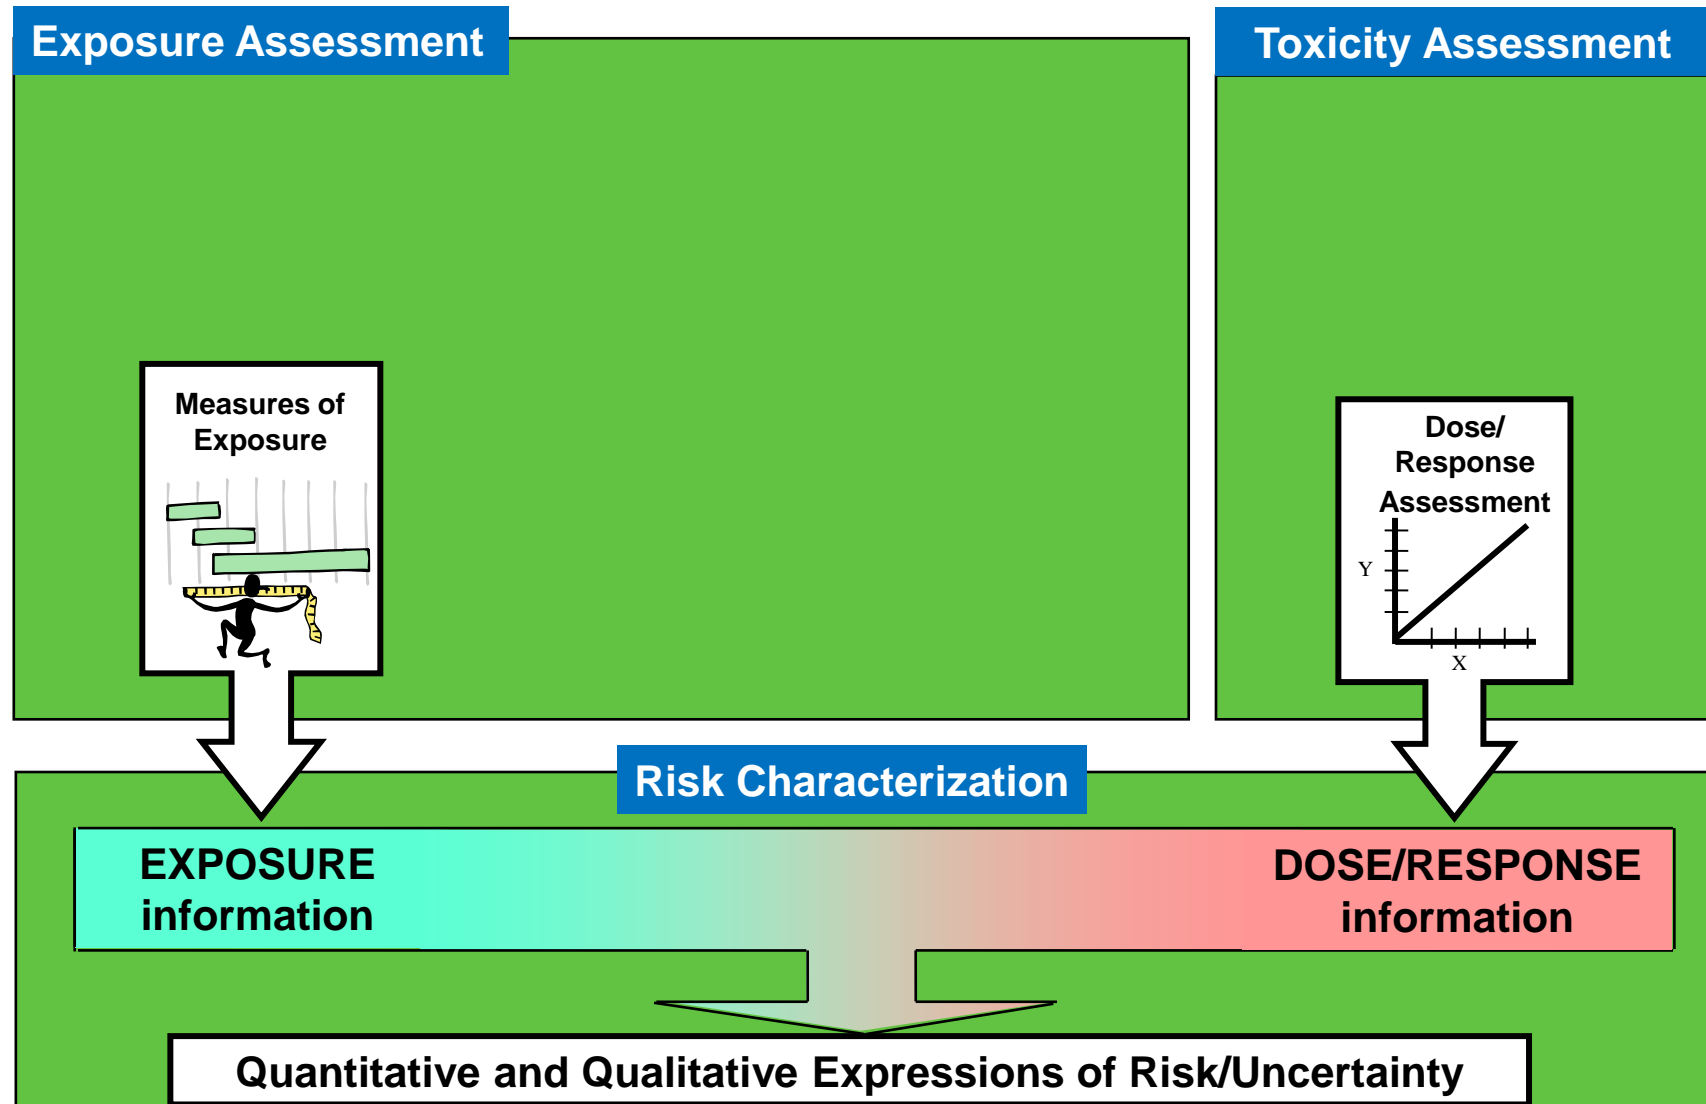 Exposure Assessment
Toxicity Assessment
Measures of
Exposure
Dose/
Response
Assessment
Y
X
Risk Characterization
EXPOSURE
information
DOSE/RESPONSE
information
Quantitative and Qualitative Expressions of Risk/Uncertainty